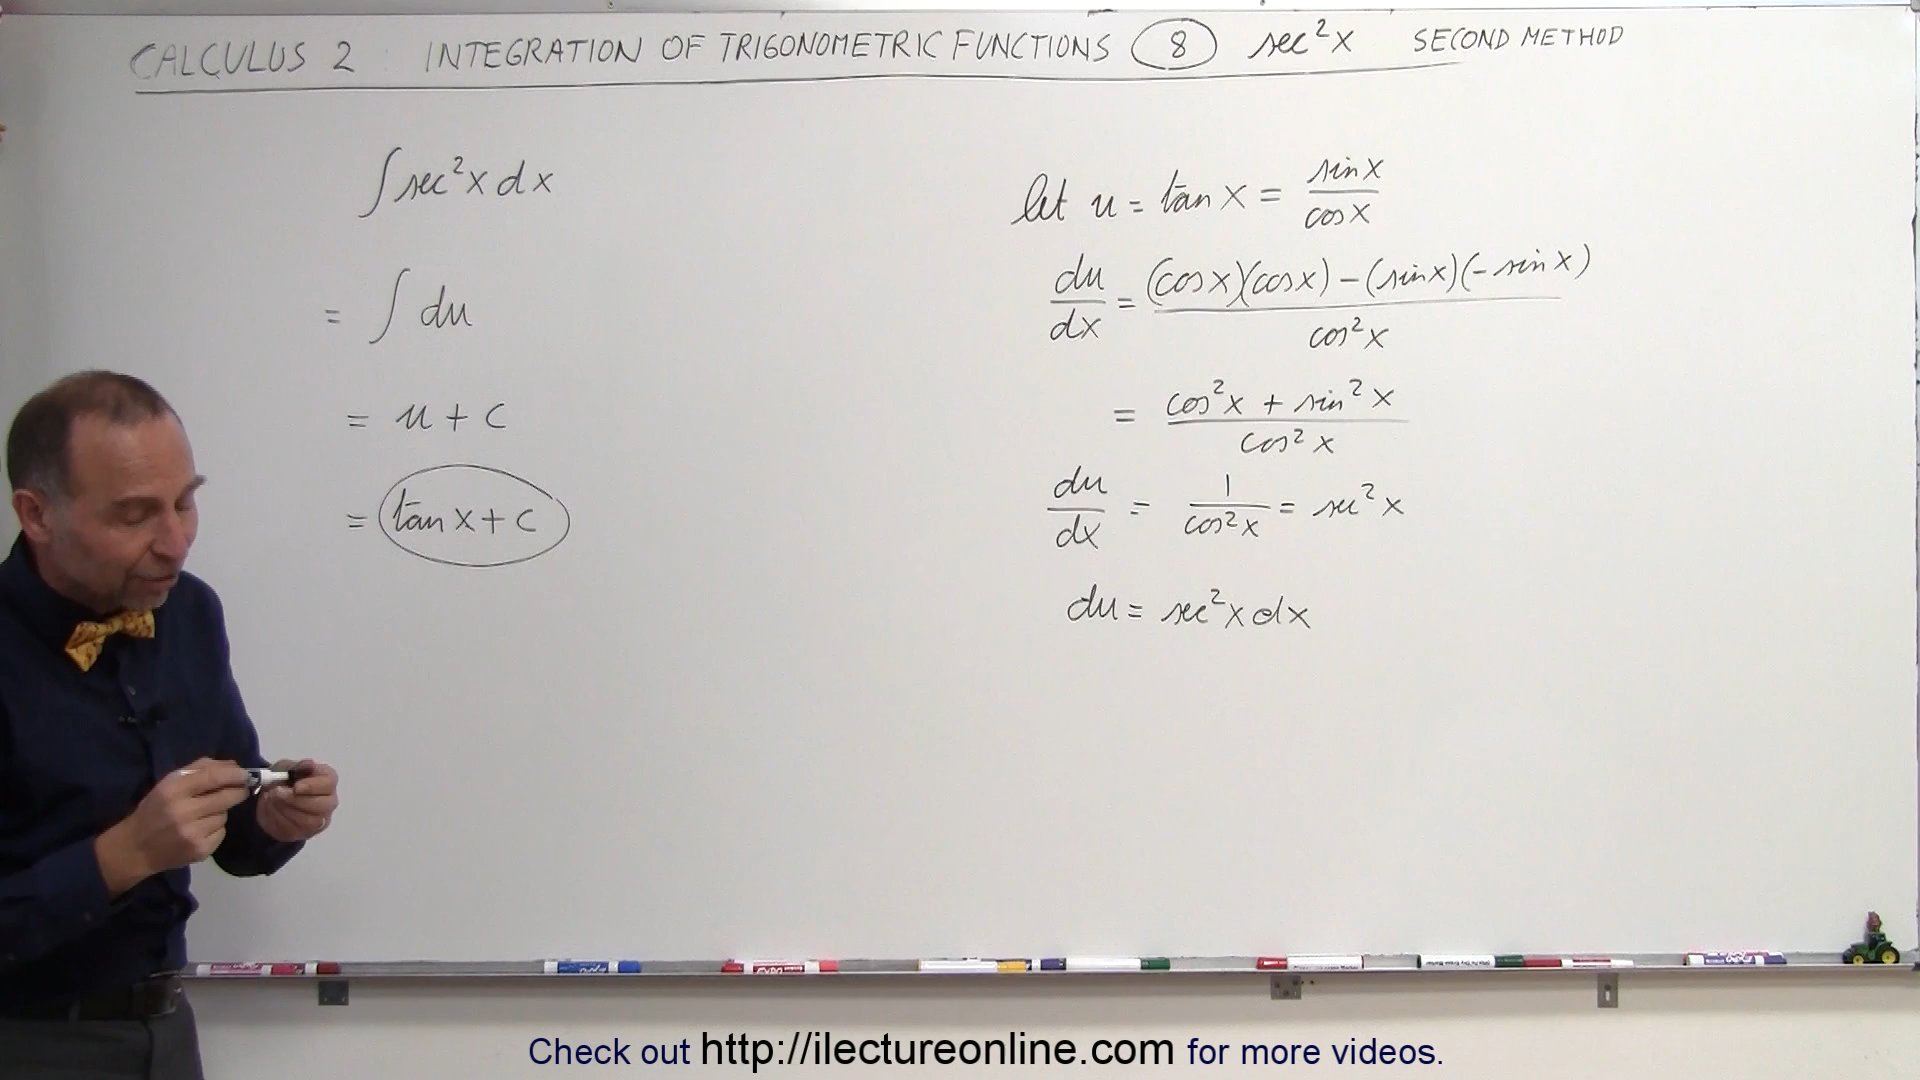 CALCULUS 2 : INTEGRATION OF TRIGONOMETRIC FUNCTIONS 8 sec²x SECOND METHOD
∫ sec²x dx
= ∫ du
= u + c
= tan x + c
let u = tan x = sin x / cos x
du/dx = (cos x)(cos x) - (sin x)(- sin x) / cos²x
= cos²x + sin²x / cos²x
du/dx = 1 / cos²x = sec²x
du = sec²x dx
EXPO
Check out http://ilectureonline.com for more videos.